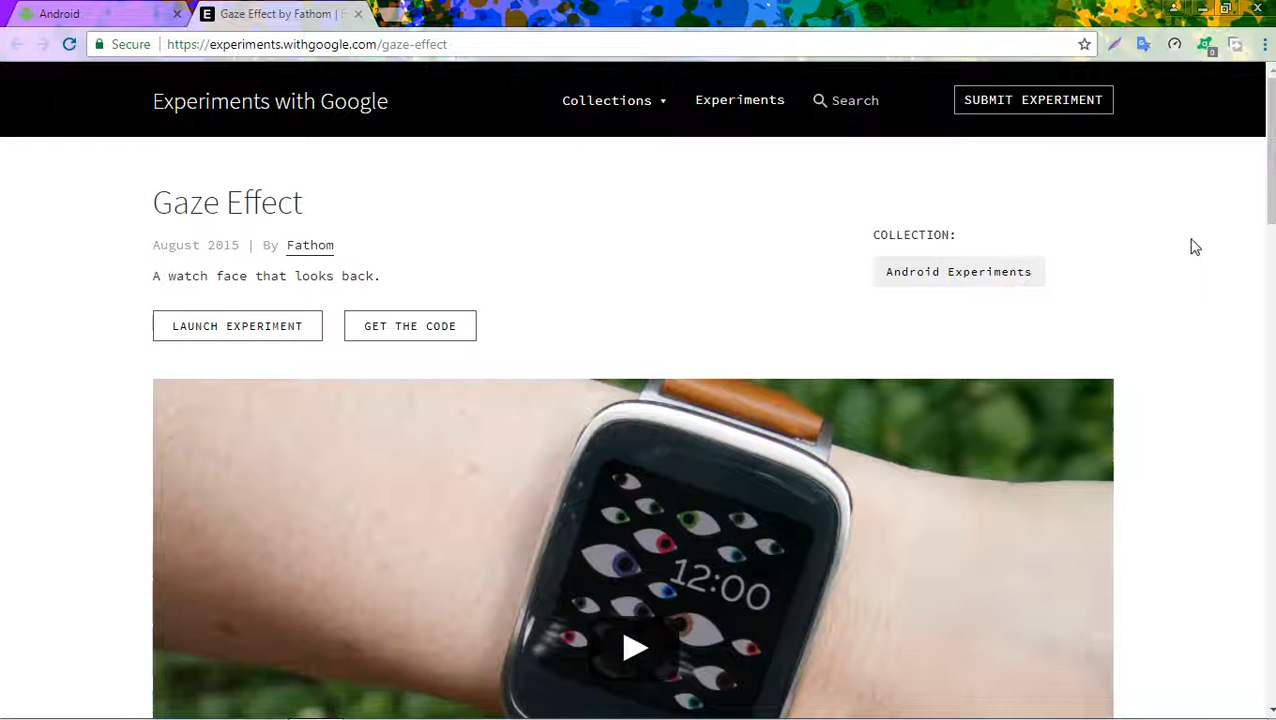 Android
Gaze Effect by Fathom | E
Secure
https://experiments.withgoogle.com/gaze-effect
Experiments with Google
Collections
Experiments
Search
SUBMIT EXPERIMENT
Gaze Effect
August 2015 | By Fathom
A watch face that looks back.
COLLECTION:
Android Experiments
LAUNCH EXPERIMENT
GET THE CODE
12:00